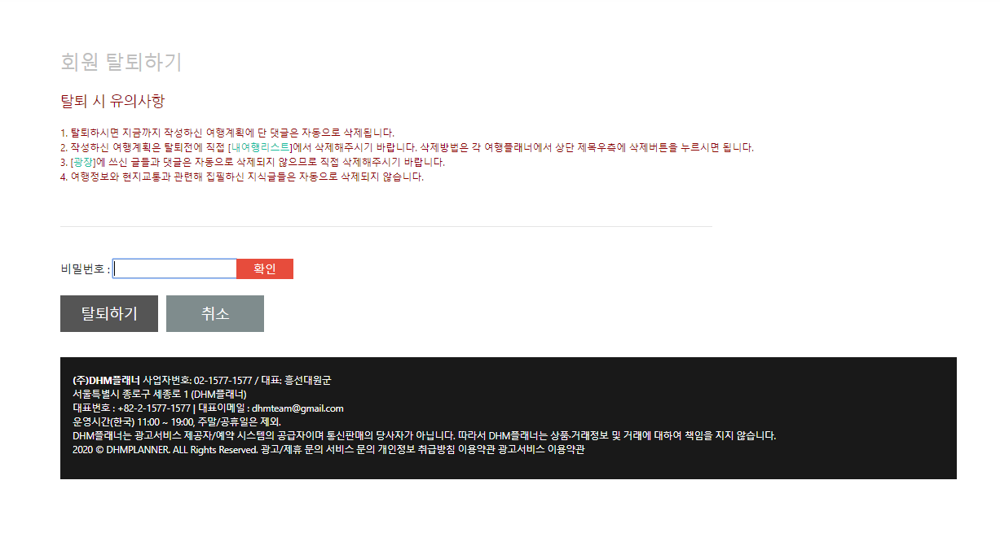 회원 탈퇴하기
탈퇴 시 유의사항
1. 탈퇴하시면 지금까지 작성하신 여행계획에 단 댓글은 자동으로 삭제됩니다.
2. 작성하신 여행계획은 탈퇴전에 직접 [내여행리스트]에서 삭제해주시기 바랍니다. 삭제방법은 각 여행플래너에서 상단 제목우측에 삭제버튼을 누르시면 됩니다.
3. [광장]에 쓰신 글들과 댓글은 자동으로 삭제되지 않으므로 직접 삭제해주시기 바랍니다.
4. 여행정보와 현지교통과 관련해 집필하신 지식글들은 자동으로 삭제되지 않습니다.
비밀번호 : 확인
탈퇴하기 취소
(주)DHM플래너 사업자번호: 02-1577-1577 / 대표: 흥선대원군
서울특별시 종로구 세종로 1 (DHM플래너)
대표번호 : +82-2-1577-1577 | 대표이메일 : dhmteam@gmail.com
운영시간(한국) 11:00 ~ 19:00, 주말/공휴일은 제외.
DHM플래너는 광고서비스 제공자/예약 시스템의 공급자이며 통신판매의 당사자가 아닙니다. 따라서 DHM플래너는 상품·거래정보 및 거래에 대하여 책임을 지지 않습니다.
2020 © DHMPLANNER. ALL Rights Reserved. 광고/제휴 문의 서비스 문의 개인정보 취급방침 이용약관 광고서비스 이용약관